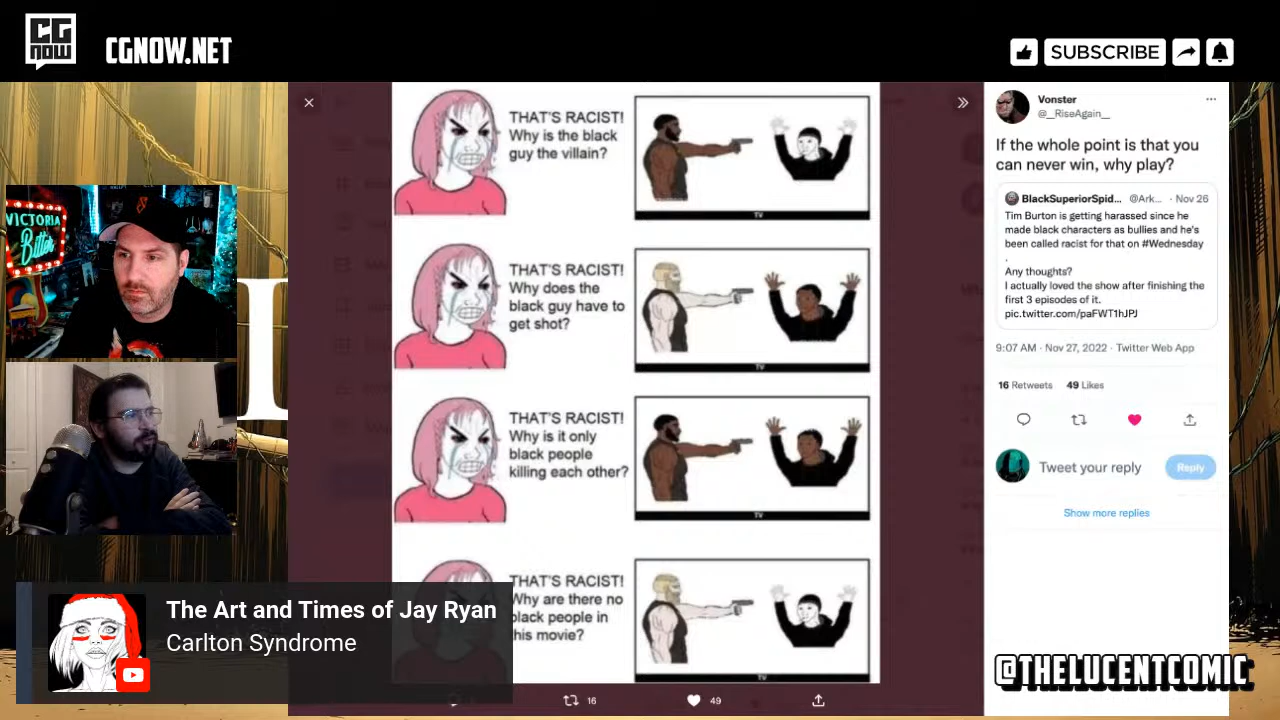 CG
NOW
CGNOW.NET
SUBSCRIBE
THAT'S RACIST!
Why is the black
guy the villain?
TV
THAT'S RACIST!
Why does the
black guy have to
get shot?
TV
THAT'S RACIST!
Why is it only
black people
killing each other?
TV
THAT'S RACIST!
Why are there no
black people in
this movie?
TV
16
49
Vonster
@__RiseAgain__
If the whole point is that you
can never win, why play?
BlackSuperiorSpid... @Ark... · Nov 26
Tim Burton is getting harassed since he
made black characters as bullies and he's
been called racist for that on #Wednesday
.
Any thoughts?
I actually loved the show after finishing the
first 3 episodes of it.
pic.twitter.com/paFWT1hJPJ
9:07 AM · Nov 27, 2022 · Twitter Web App
16 Retweets 49 Likes
Tweet your reply
Reply
Show more replies
VICTORIA
Bitter
The Art and Times of Jay Ryan
Carlton Syndrome
@THELUCENTCOMIC